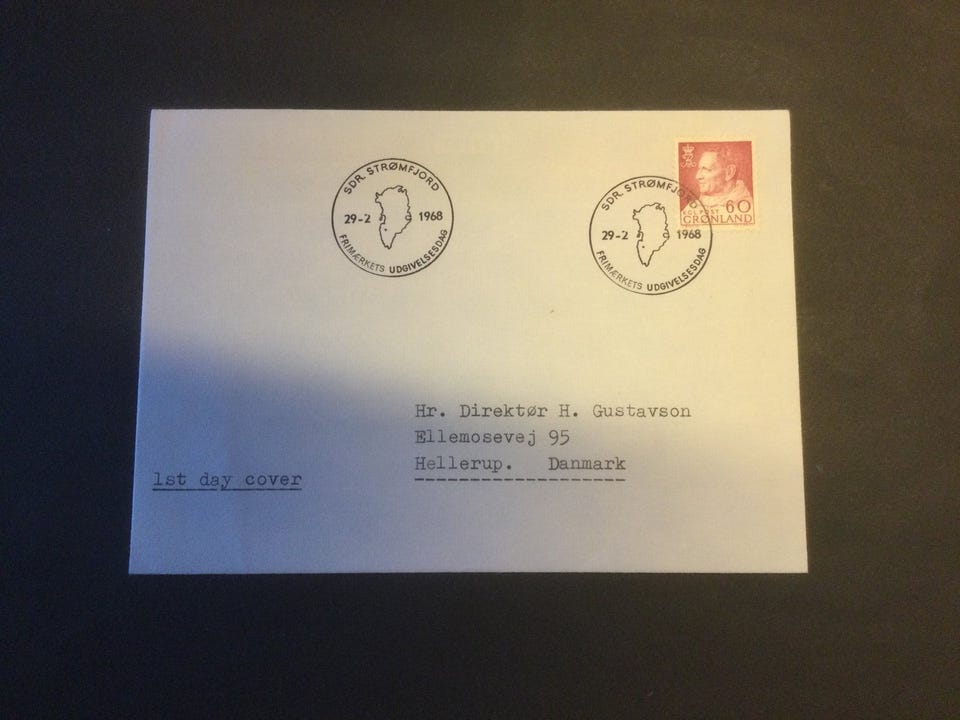 SDR. STRØMFJORD
29-2 1968
FRIMÆRKETS UDGIVELSESDAG
SDR. STRØMFJORD
29-2 1968
FRIMÆRKETS UDGIVELSESDAG
60
KGL POST
GRØNLAND
Hr. Direktør H. Gustavson
Ellemosevej 95
Hellerup. Danmark
1st day cover